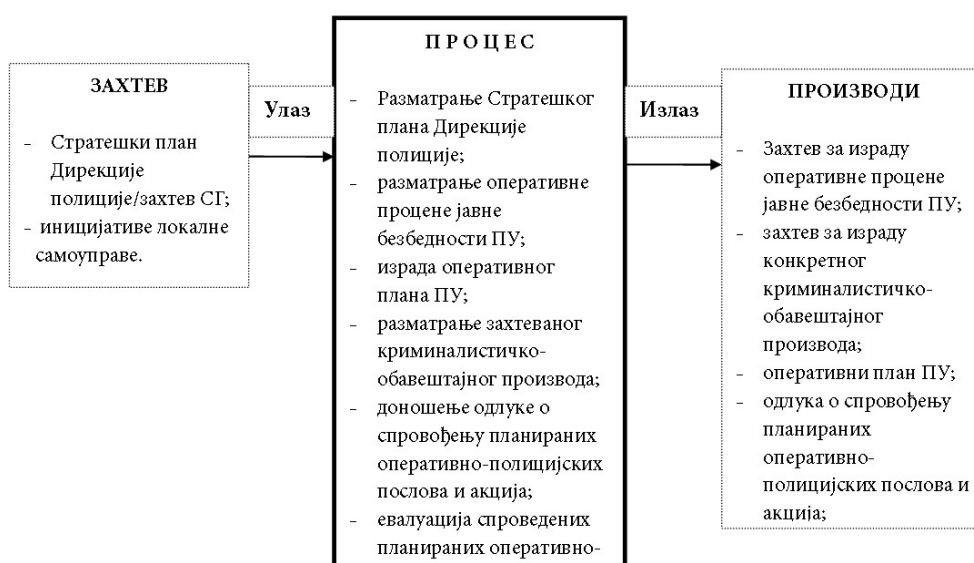 ЗАХТЕВ
- Стратешки план
Дирекције
полиције/захтев СГ;
- иницијативе локалне
самоуправе.
Улаз
П Р О Ц Е С
- Разматрање Стратешког
плана Дирекције
полиције;
- разматрање оперативне
процене јавне
безбедности ПУ;
- израда оперативног
плана ПУ;
- разматрање захтеваног
криминалистичко-
обавештајног производа;
- доношење одлуке о
спровођењу планираних
оперативно-полицијских
послова и акција;
- евалуација спроведених
планираних оперативно-
Излаз
ПРОИЗВОДИ
- Захтев за израду
оперативне процене
јавне безбедности ПУ;
- захтев за израду
конкретног
криминалистичко-
обавештајног
производа;
- оперативни план ПУ;
- одлука о спровођењу
планираних
оперативно-
полицијских послова и
акција;